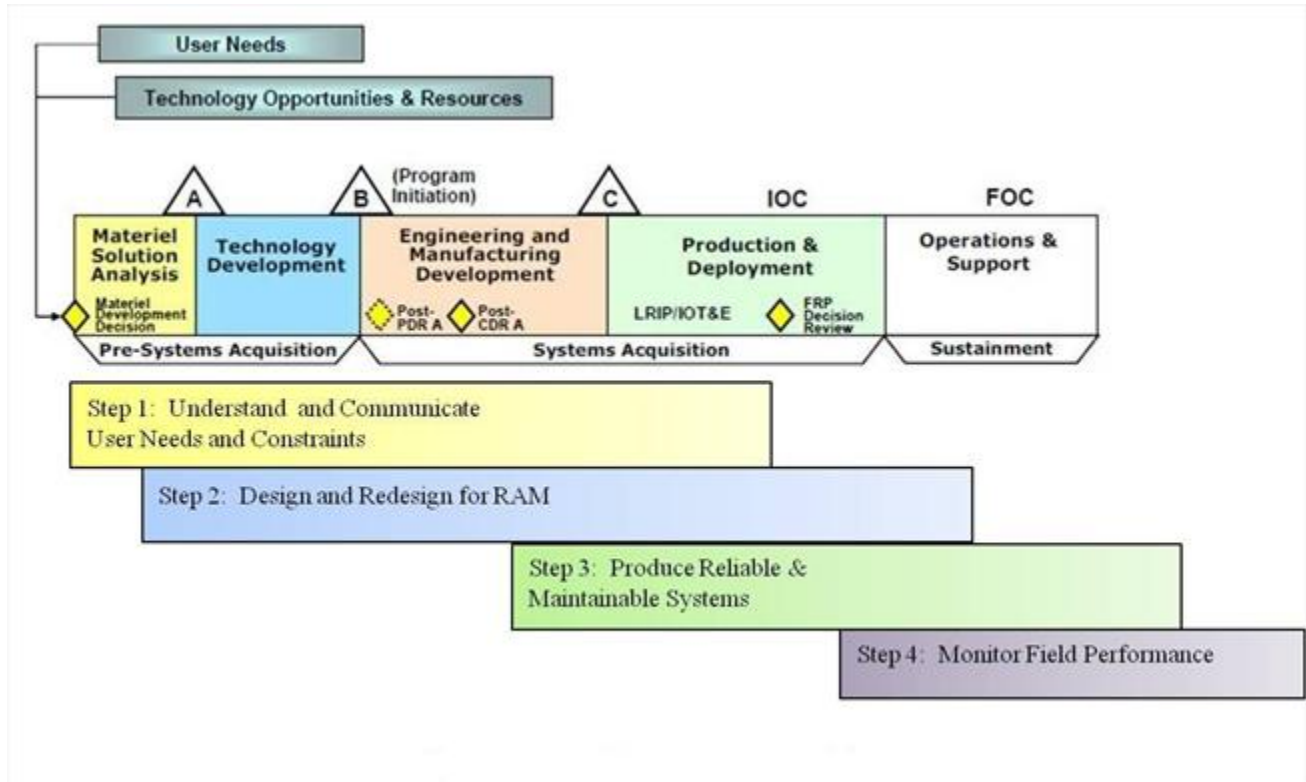 User Needs
Technology Opportunities & Resources
A
B
(Program
Initiation)
C
IOC
FOC
Materiel
Solution
Analysis
Technology
Development
Engineering and
Manufacturing
Development
Production &
Deployment
Operations &
Support
Materiel
Development
Decision
Post-
PDR A
Post-
CDR A
LRIP/IOT&E
FRP
Decision
Review
Pre-Systems Acquisition
Systems Acquisition
Sustainment
Step 1: Understand and Communicate
User Needs and Constraints
Step 2: Design and Redesign for RAM
Step 3: Produce Reliable &
Maintainable Systems
Step 4: Monitor Field Performance